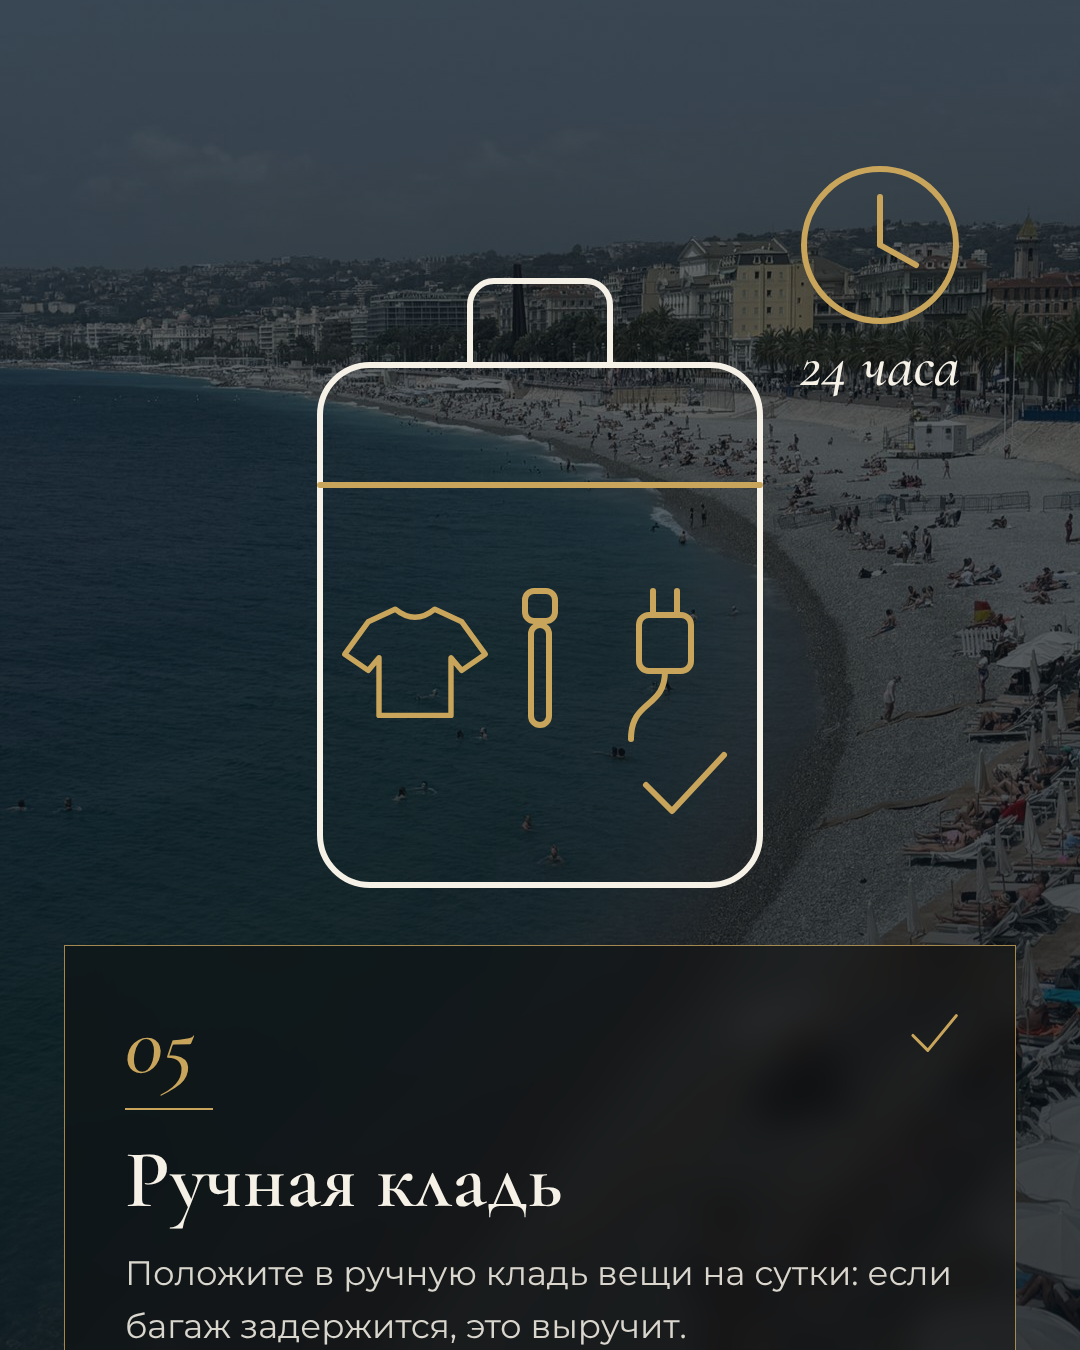 24 часа
05
Ручная кладь
Положите в ручную кладь вещи на сутки: если
багаж задержится, это выручит.